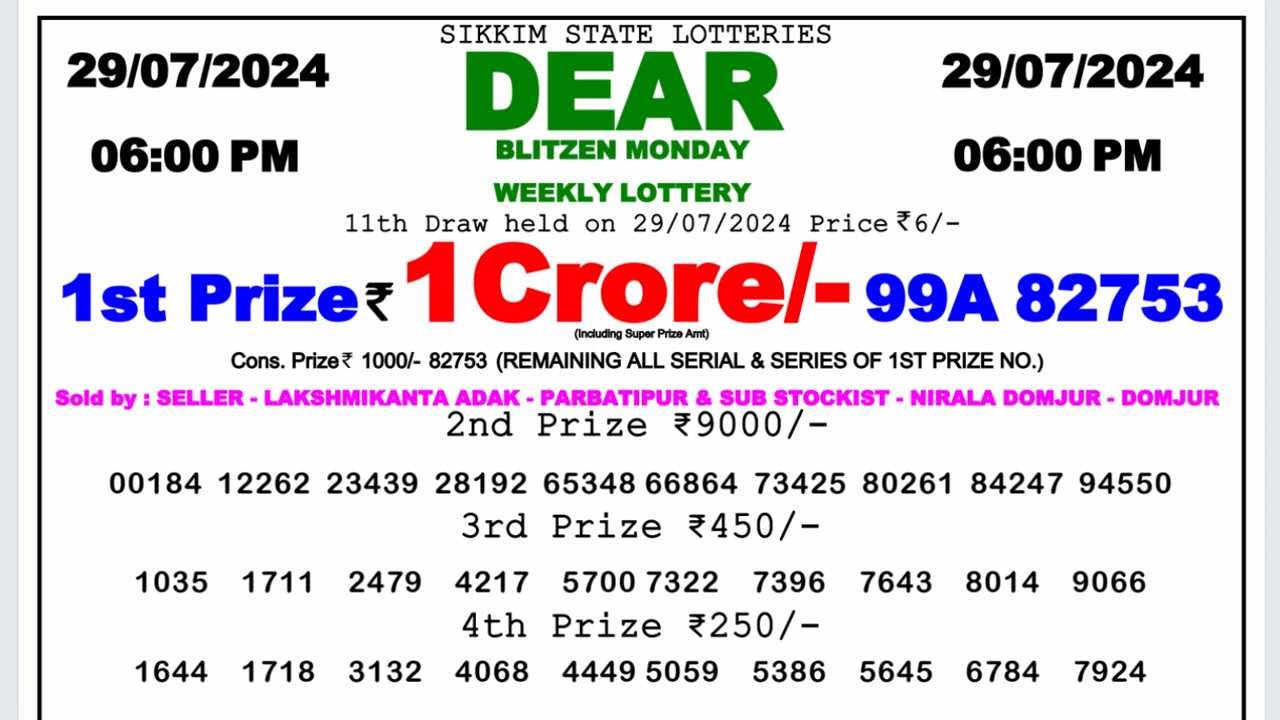 SIKKIM STATE LOTTERIES
29/07/2024 DEAR 29/07/2024
06:00 PM BLITZEN MONDAY 06:00 PM
WEEKLY LOTTERY
11th Draw held on 29/07/2024 Price ₹6/-
1st Prize ₹ 1Crore/- 99A 82753
(Including Super Prize Amt)
Cons. Prize ₹ 1000/- 82753 (REMAINING ALL SERIAL & SERIES OF 1ST PRIZE NO.)
Sold by : SELLER - LAKSHMIKANTA ADAK - PARBATIPUR & SUB STOCKIST - NIRALA DOMJUR - DOMJUR
2nd Prize ₹9000/-
00184 12262 23439 28192 65348 66864 73425 80261 84247 94550
3rd Prize ₹450/-
1035 1711 2479 4217 5700 7322 7396 7643 8014 9066
4th Prize ₹250/-
1644 1718 3132 4068 4449 5059 5386 5645 6784 7924